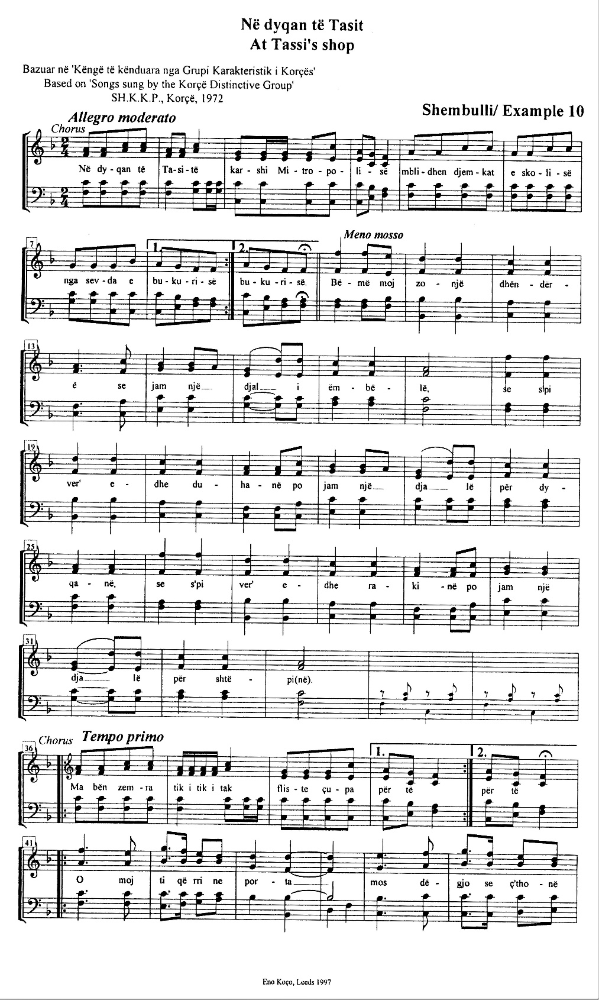 Në dyqan të Tasit
At Tassi's shop
Bazuar në 'Këngë të kënduara nga Grupi Karakteristik i Korçës'
Based on 'Songs sung by the Korçë Distinctive Group'
SH.K.K.P., Korçë, 1972
Shembulli/ Example 10
Allegro moderato
Chorus
Në dy - qan të Ta - si - të kar - shi Mi - tro - po - li - së mbli - dhen djem - kat e sko - li - së
7 1. 2. Meno mosso
nga sev - da e bu - ku - ri - së bu - ku - ri - së. Bë - më moj zo - një dhën - dër -
13
ë se jam një djal i ëm - bë - lë, se s'pi
19
ver' e - dhe du - ha - në po jam një dja lë për dy -
25
qa - në, se s'pi ver' e - dhe ra - ki - në po jam një
31
dja lë për shtë - pi(në).
36 Chorus Tempo primo 1. 2.
Ma bën zem - ra tik i tik i tak flis - te çu - pa për të për të
41
O moj ti që rri ne por - ta mos dë - gjo se ç'tho - në
Eno Koço, Leeds 1997